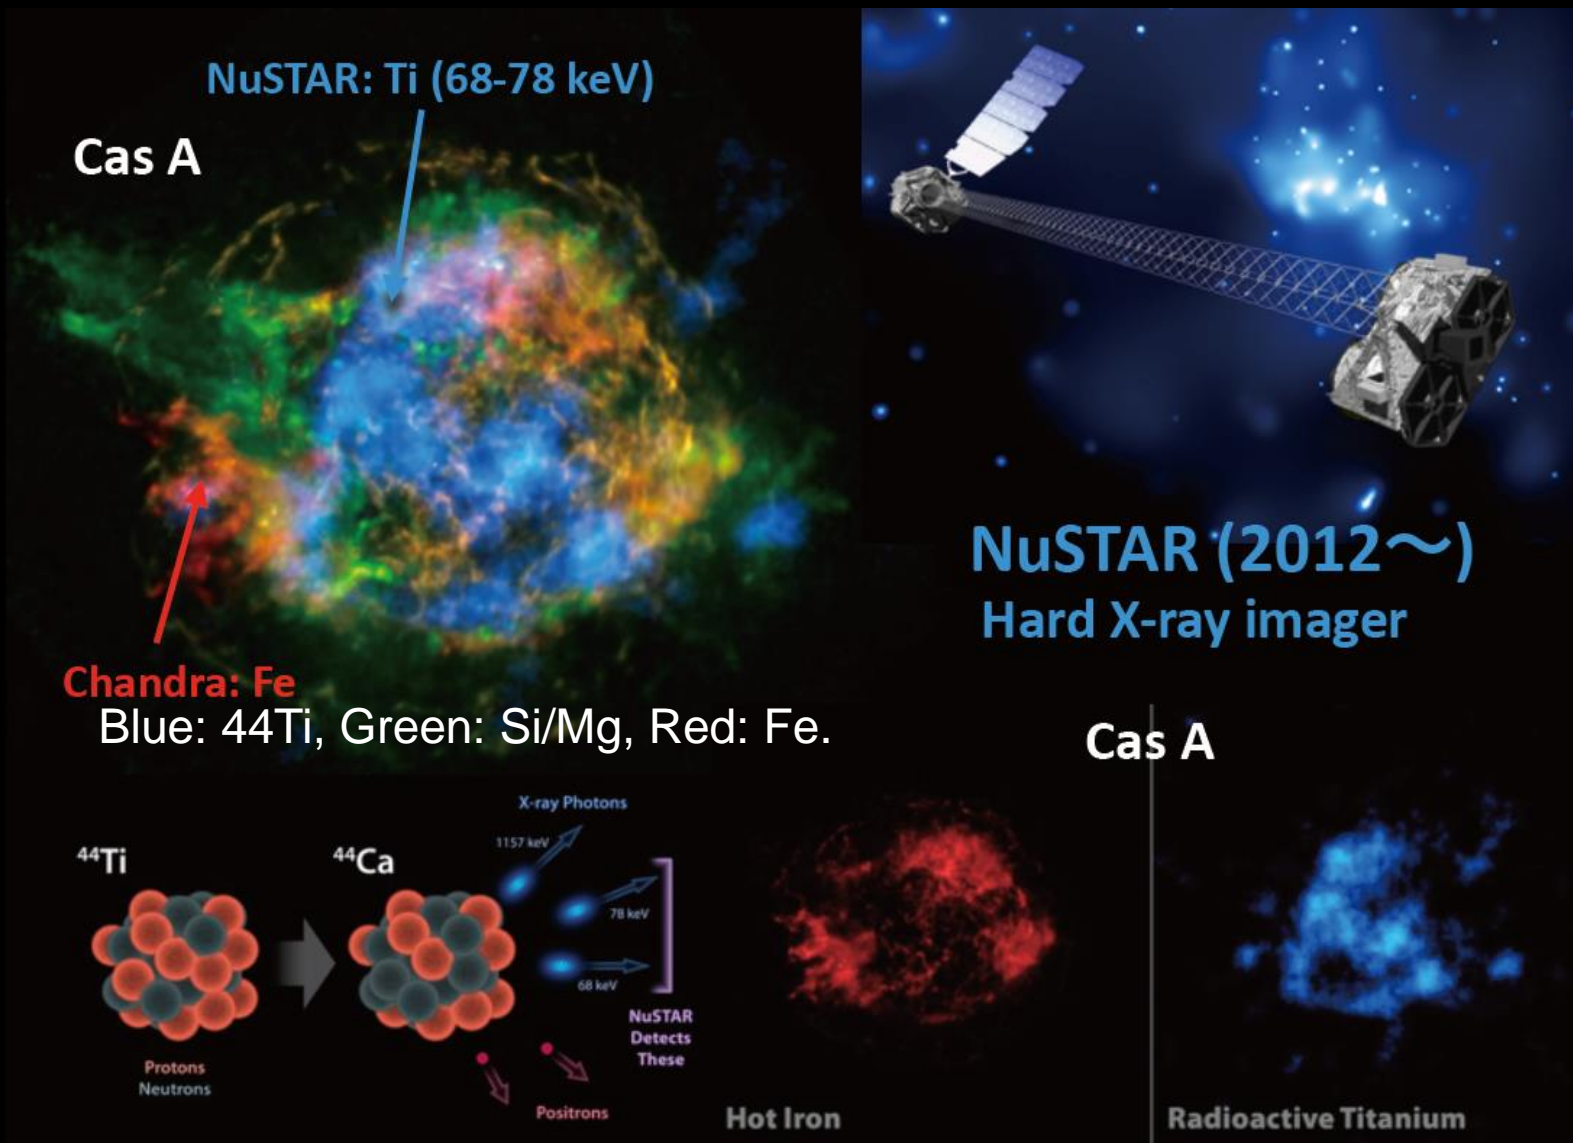 NuSTAR: Ti (68-78 keV)
Cas A
Chandra: Fe
Blue: 44Ti, Green: Si/Mg, Red: Fe.
NuSTAR (2012～)
Hard X-ray imager
Cas A
X-ray Photons
1157 keV
44Ti
44Ca
78 keV
68 keV
NuSTAR
Detects
These
Protons
Neutrons
Positrons
Hot Iron
Radioactive Titanium